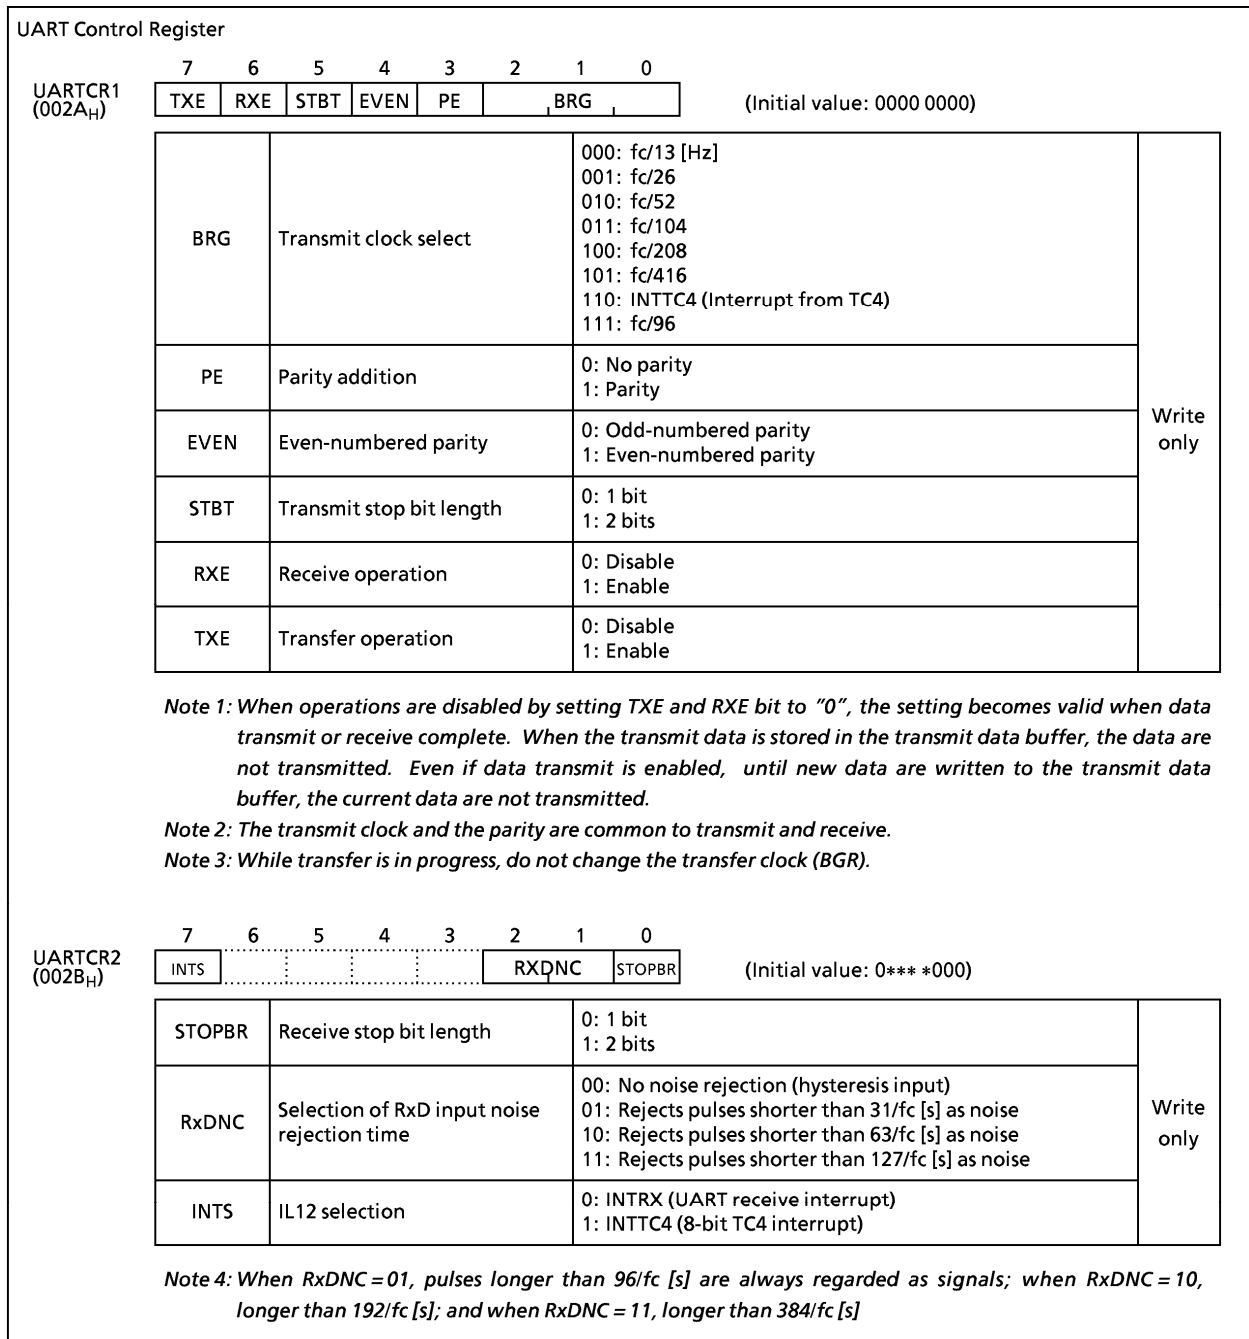 UART Control Register
7 6 5 4 3 2 1 0
UARTCR1
(002AH)
TXE RXE STBT EVEN PE BRG (Initial value: 0000 0000)
BRG Transmit clock select
000: fc/13 [Hz]
001: fc/26
010: fc/52
011: fc/104
100: fc/208
101: fc/416
110: INTTC4 (Interrupt from TC4)
111: fc/96
PE Parity addition
0: No parity
1: Parity
EVEN Even-numbered parity
0: Odd-numbered parity
1: Even-numbered parity
STBT Transmit stop bit length
0: 1 bit
1: 2 bits
RXE Receive operation
0: Disable
1: Enable
TXE Transfer operation
0: Disable
1: Enable
Write
only
Note 1: When operations are disabled by setting TXE and RXE bit to "0", the setting becomes valid when data
transmit or receive complete. When the transmit data is stored in the transmit data buffer, the data are
not transmitted. Even if data transmit is enabled, until new data are written to the transmit data
buffer, the current data are not transmitted.
Note 2: The transmit clock and the parity are common to transmit and receive.
Note 3: While transfer is in progress, do not change the transfer clock (BGR).
7 6 5 4 3 2 1 0
UARTCR2
(002BH)
INTS RXDNC STOPBR (Initial value: 0*** *000)
STOPBR Receive stop bit length
0: 1 bit
1: 2 bits
RxDNC
Selection of RxD input noise
rejection time
00: No noise rejection (hysteresis input)
01: Rejects pulses shorter than 31/fc [s] as noise
10: Rejects pulses shorter than 63/fc [s] as noise
11: Rejects pulses shorter than 127/fc [s] as noise
INTS IL12 selection
0: INTRX (UART receive interrupt)
1: INTTC4 (8-bit TC4 interrupt)
Write
only
Note 4: When RxDNC = 01, pulses longer than 96/fc [s] are always regarded as signals; when RxDNC = 10,
longer than 192/fc [s]; and when RxDNC = 11, longer than 384/fc [s]